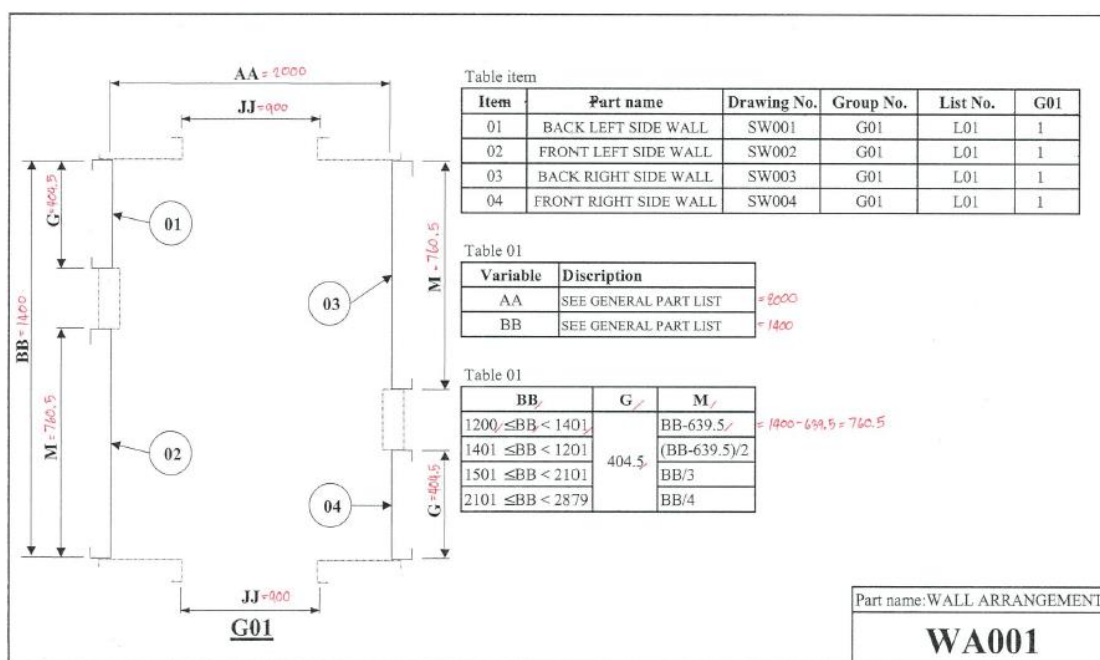 AA = 2000
JJ = 900
G = 404.5
01
BB = 1400
M = 760.5
02
M - 760.5
03
04
G = 404.5
JJ = 900
G01
Table item
Item Part name Drawing No. Group No. List No. G01
01 BACK LEFT SIDE WALL SW001 G01 L01 1
02 FRONT LEFT SIDE WALL SW002 G01 L01 1
03 BACK RIGHT SIDE WALL SW003 G01 L01 1
04 FRONT RIGHT SIDE WALL SW004 G01 L01 1
Table 01
Variable Discription
AA SEE GENERAL PART LIST = 2000
BB SEE GENERAL PART LIST = 1400
Table 01
BB G M
1200 ≤BB < 1401 404.5 BB-639.5 = 1400 - 639.5 = 760.5
1401 ≤BB < 1201 (BB-639.5)/2
1501 ≤BB < 2101 BB/3
2101 ≤BB < 2879 BB/4
Part name:WALL ARRANGEMENT
WA001